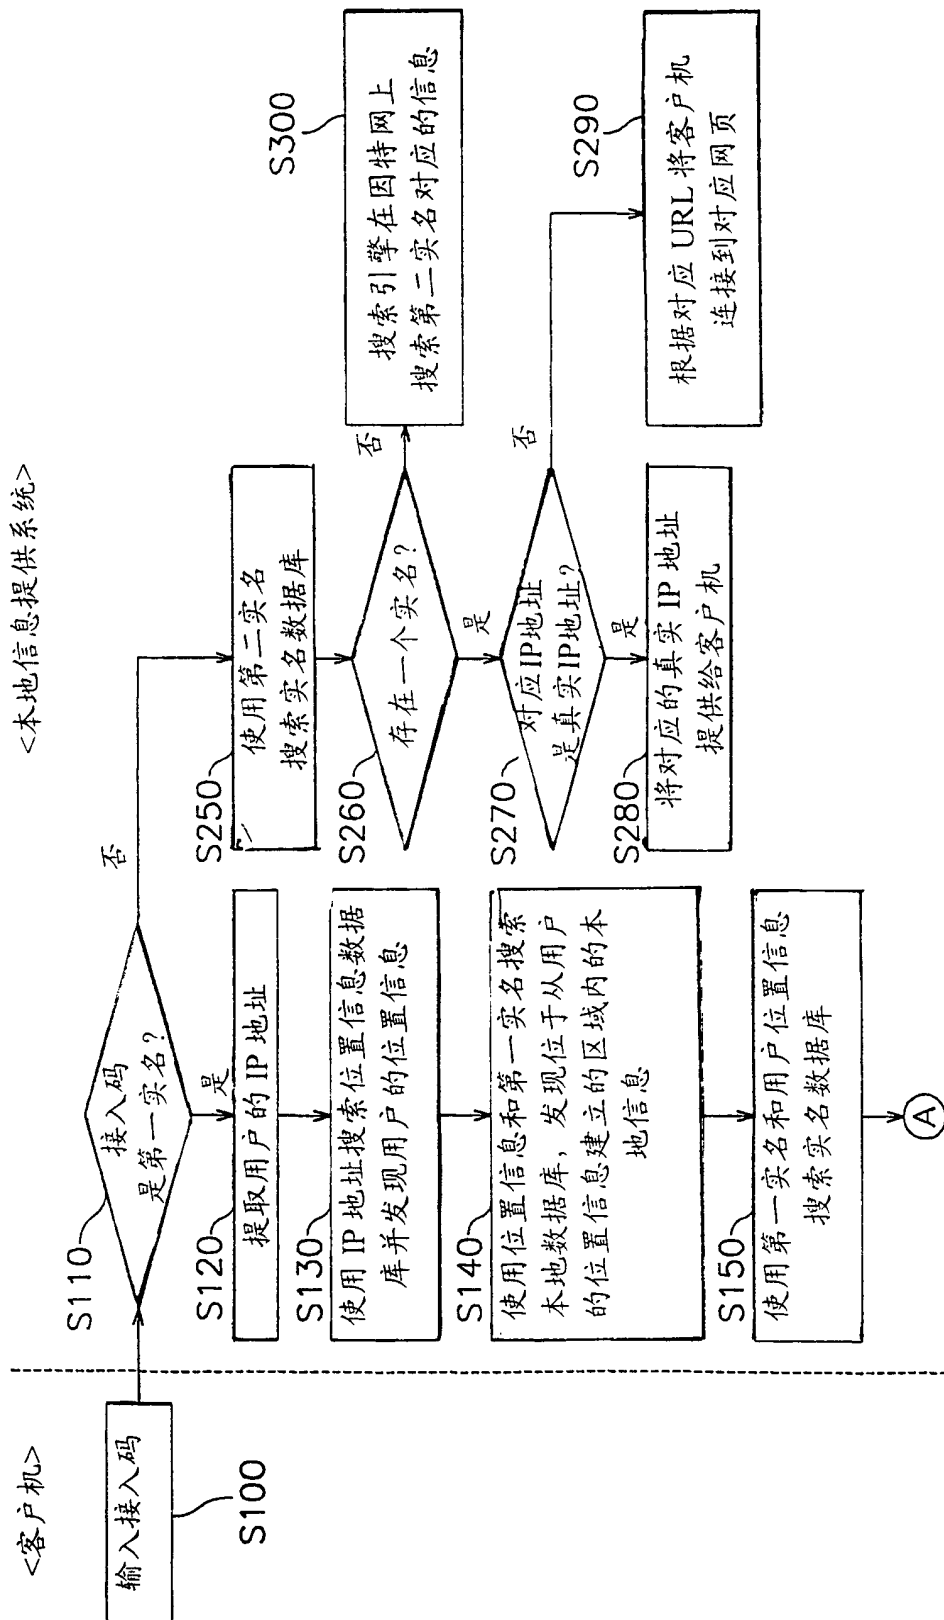 <客户机>
<本地信息提供系统>
输入接入码
S100
S110
接入码
是第一实名?
否
是
S120
提取用户的 IP 地址
S130
使用 IP 地址搜索位置信息数据
库并发现用户的位置信息
S140
使用位置信息和第一实名搜索
本地数据库，发现位于从用户
的位置信息建立的区域内的本
地信息
S150
使用第一实名和用户位置信息
搜索实名数据库
A
S250
使用第二实名
搜索实名数据库
S260
存在一个实名?
否
是
S300
搜索引擎在因特网上
搜索第二实名对应的信息
S270
对应IP地址
是真实IP地址?
否
是
S280
将对应的真实 IP 地址
提供给客户机
S290
根据对应 URL 将客户机
连接到对应网页